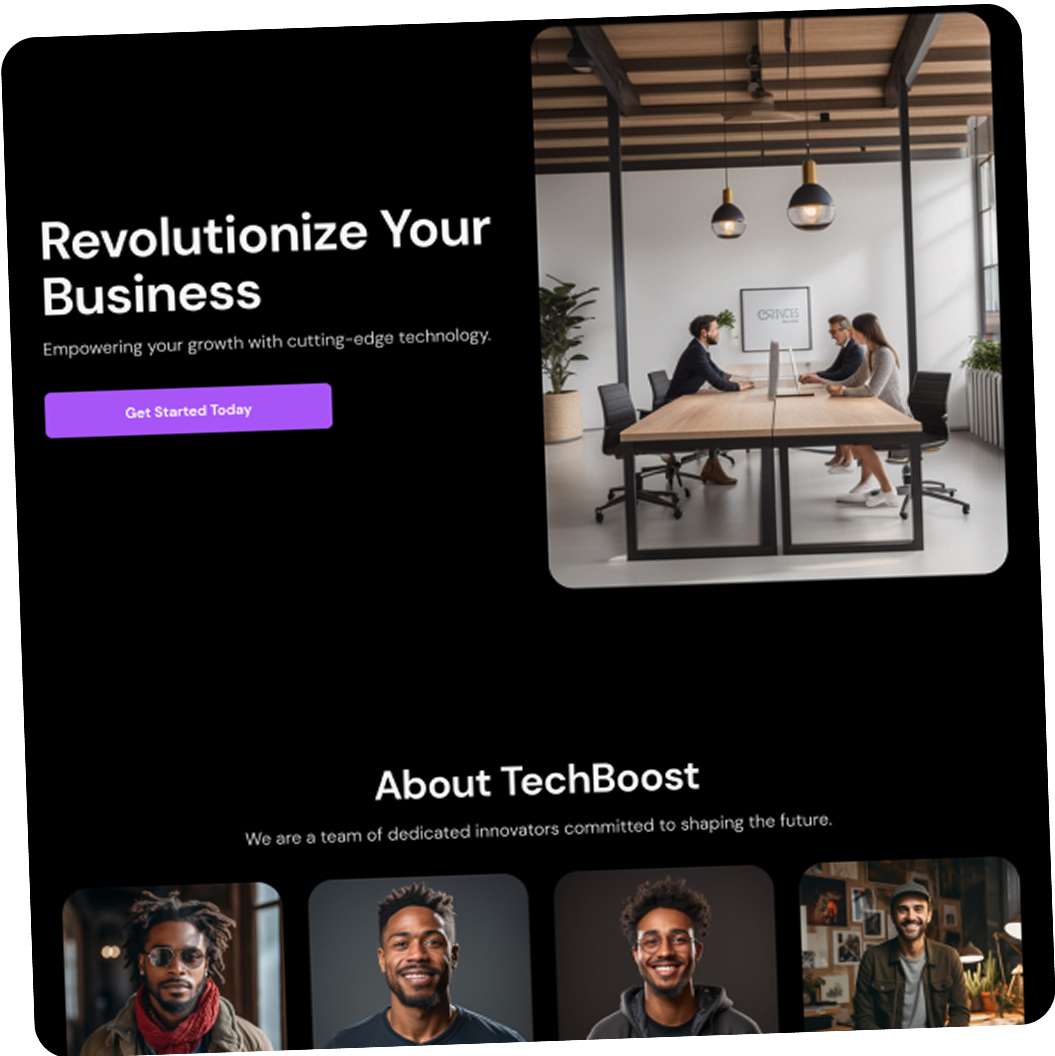 Revolutionize Your
Business
Empowering your growth with cutting-edge technology.
Get Started Today
About TechBoost
We are a team of dedicated innovators committed to shaping the future.